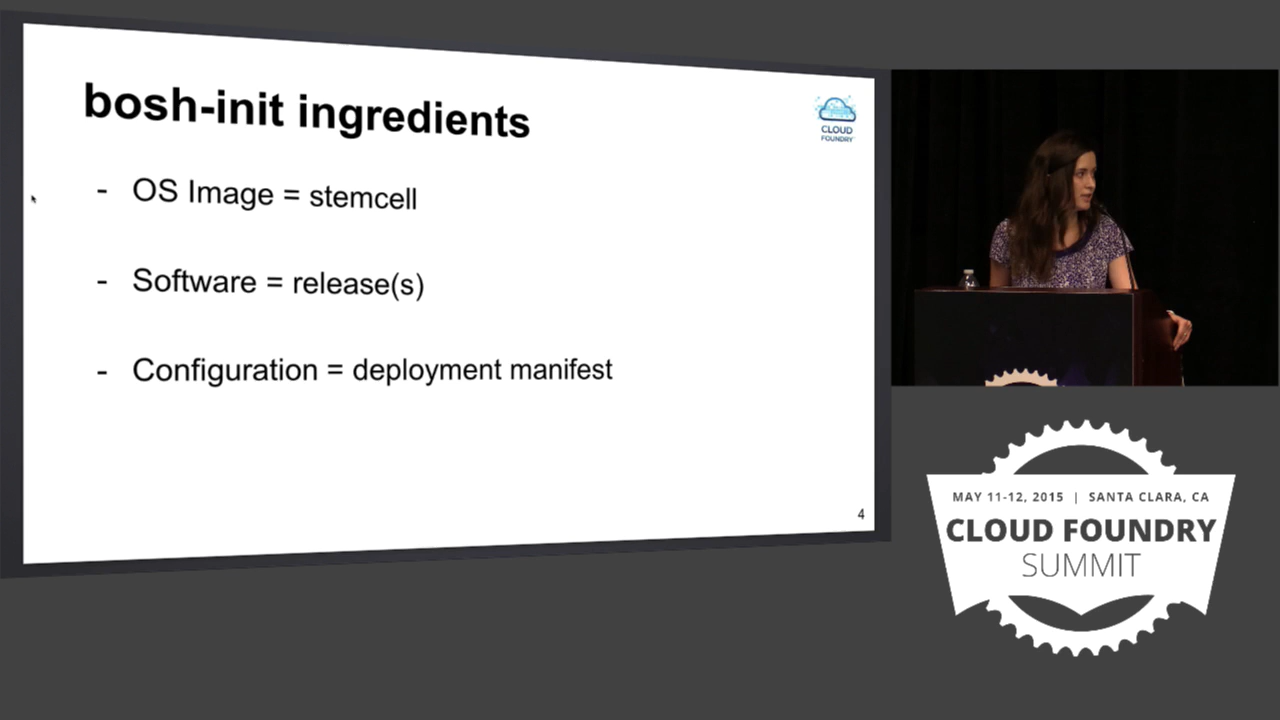 bosh-init ingredients
CLOUD
FOUNDRY
- OS Image = stemcell
- Software = release(s)
- Configuration = deployment manifest
4
MAY 11-12, 2015 | SANTA CLARA, CA
CLOUD FOUNDRY
SUMMIT